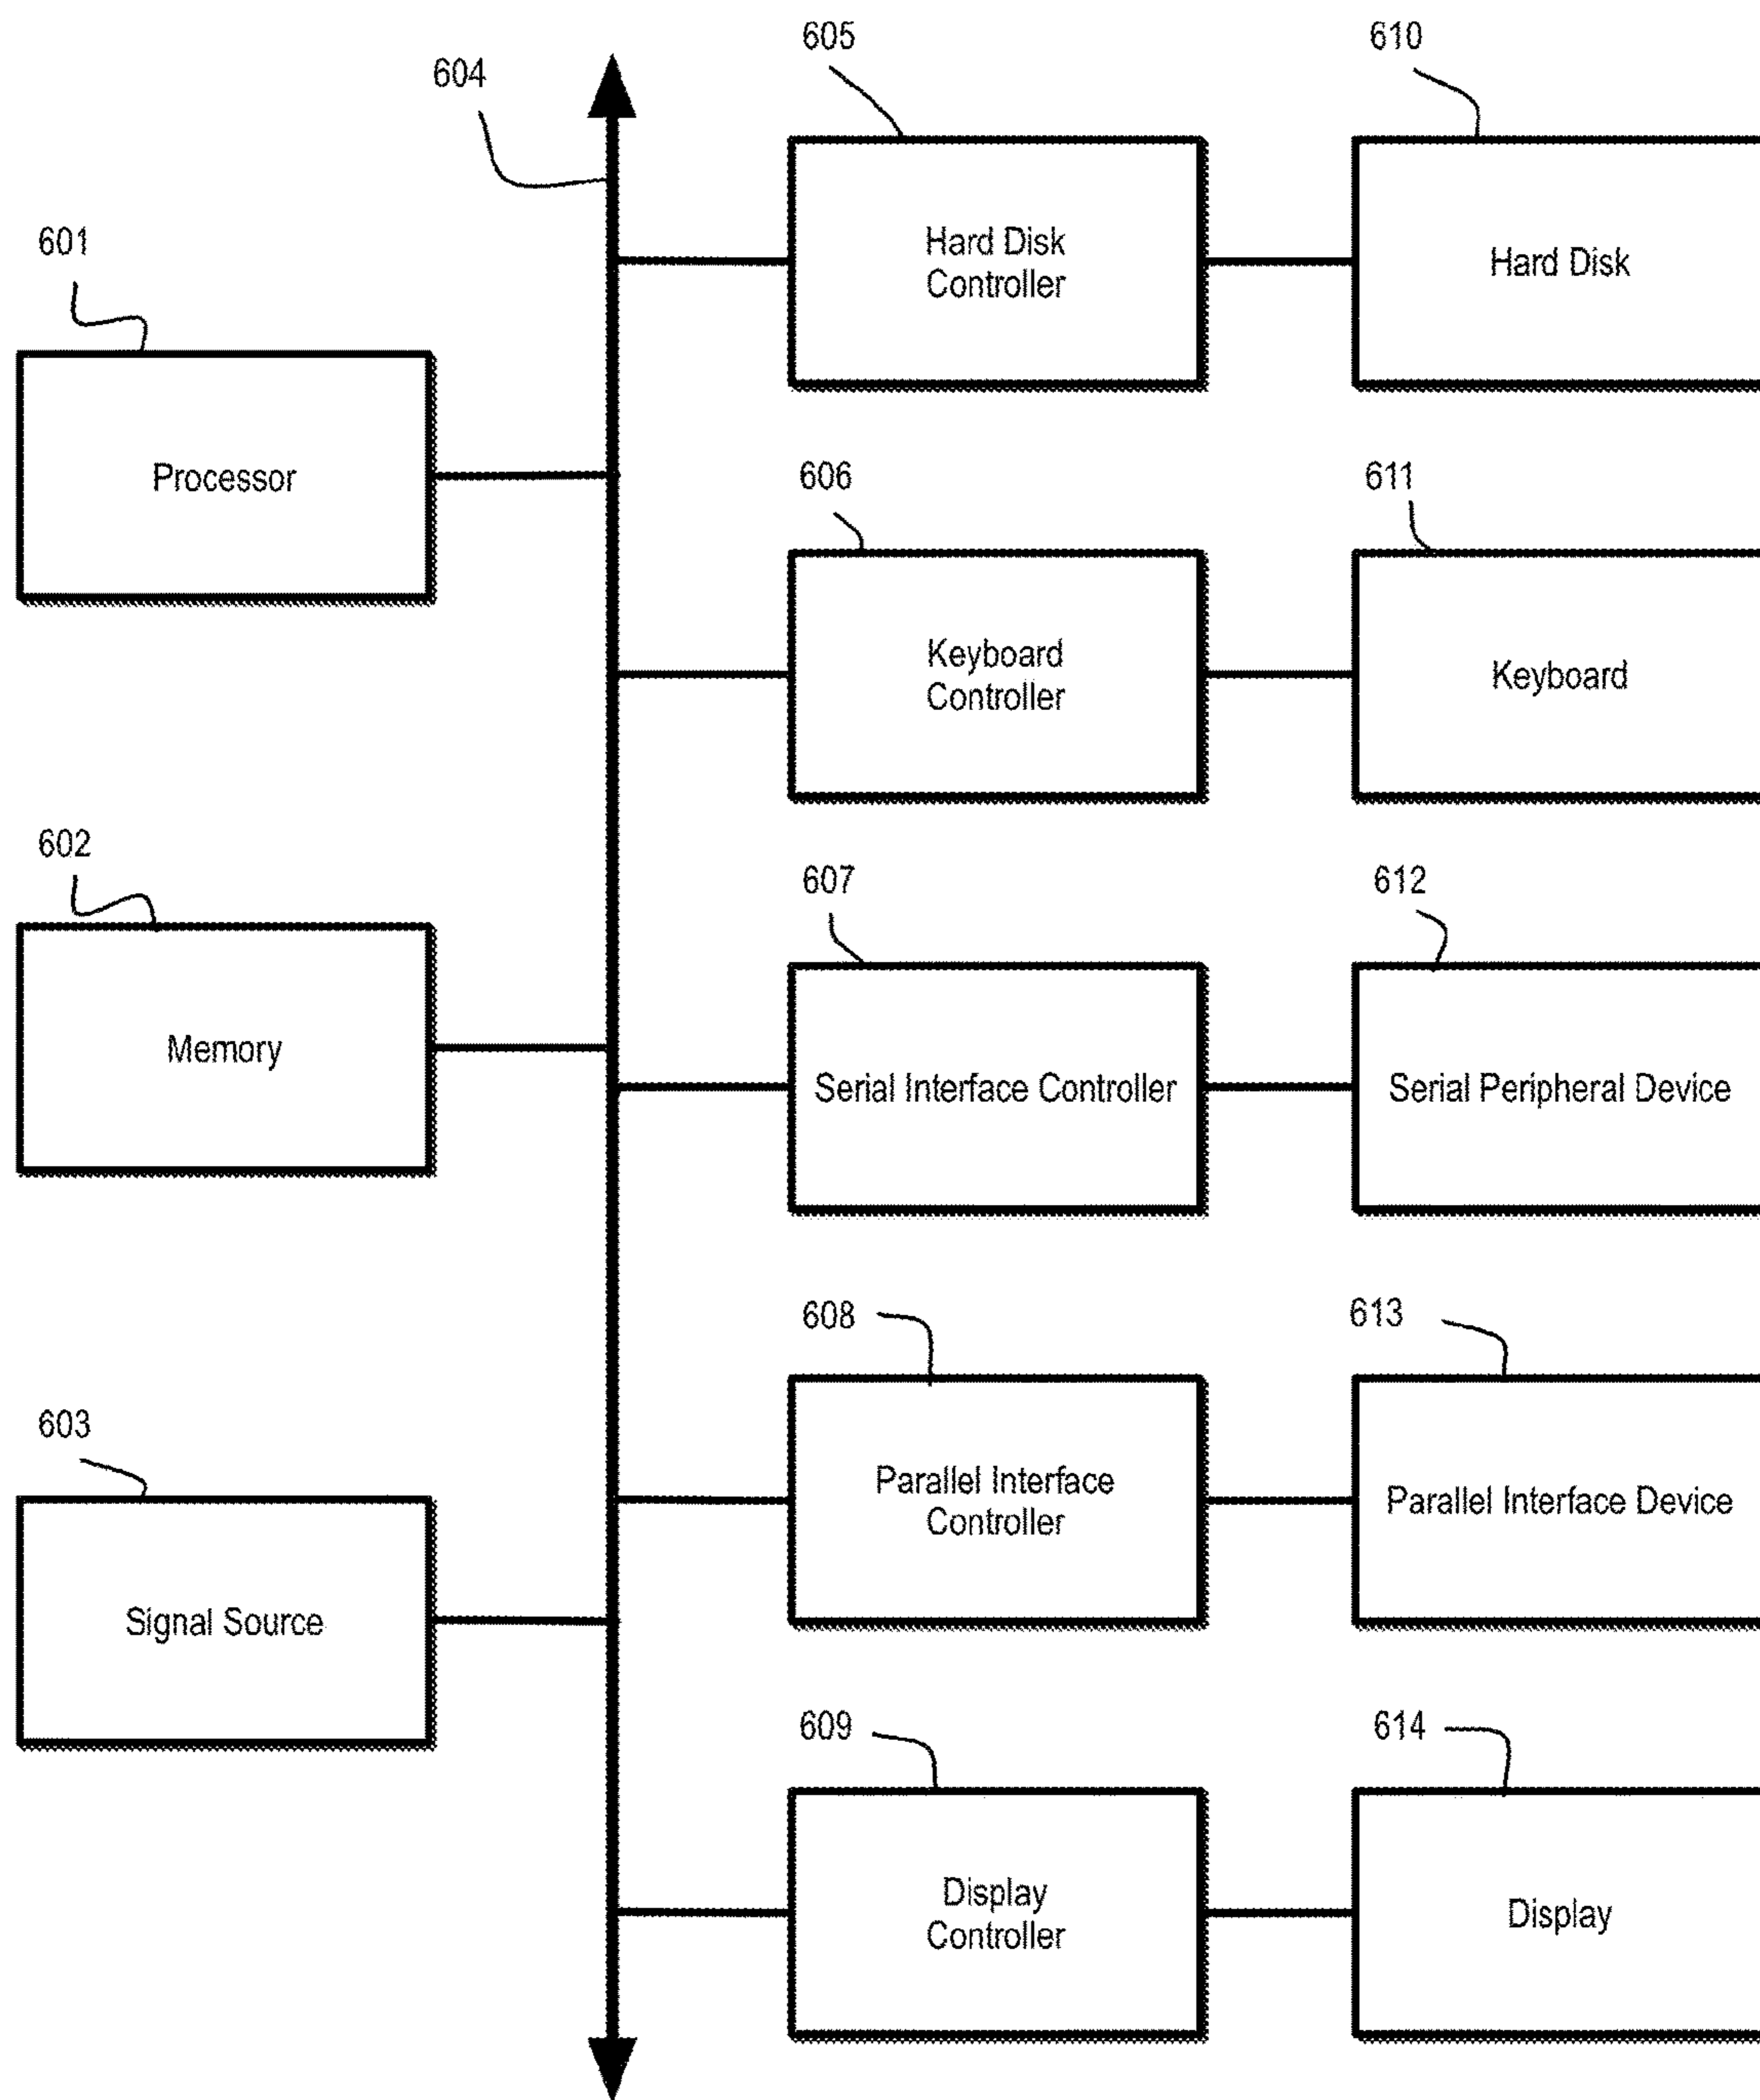 604
605
610
Hard Disk
Controller
Hard Disk
601
Processor
606
611
Keyboard
Controller
Keyboard
602
Memory
607
612
Serial Interface Controller
Serial Peripheral Device
608
613
Parallel Interface
Controller
Parallel Interface Device
603
Signal Source
609
614
Display
Controller
Display